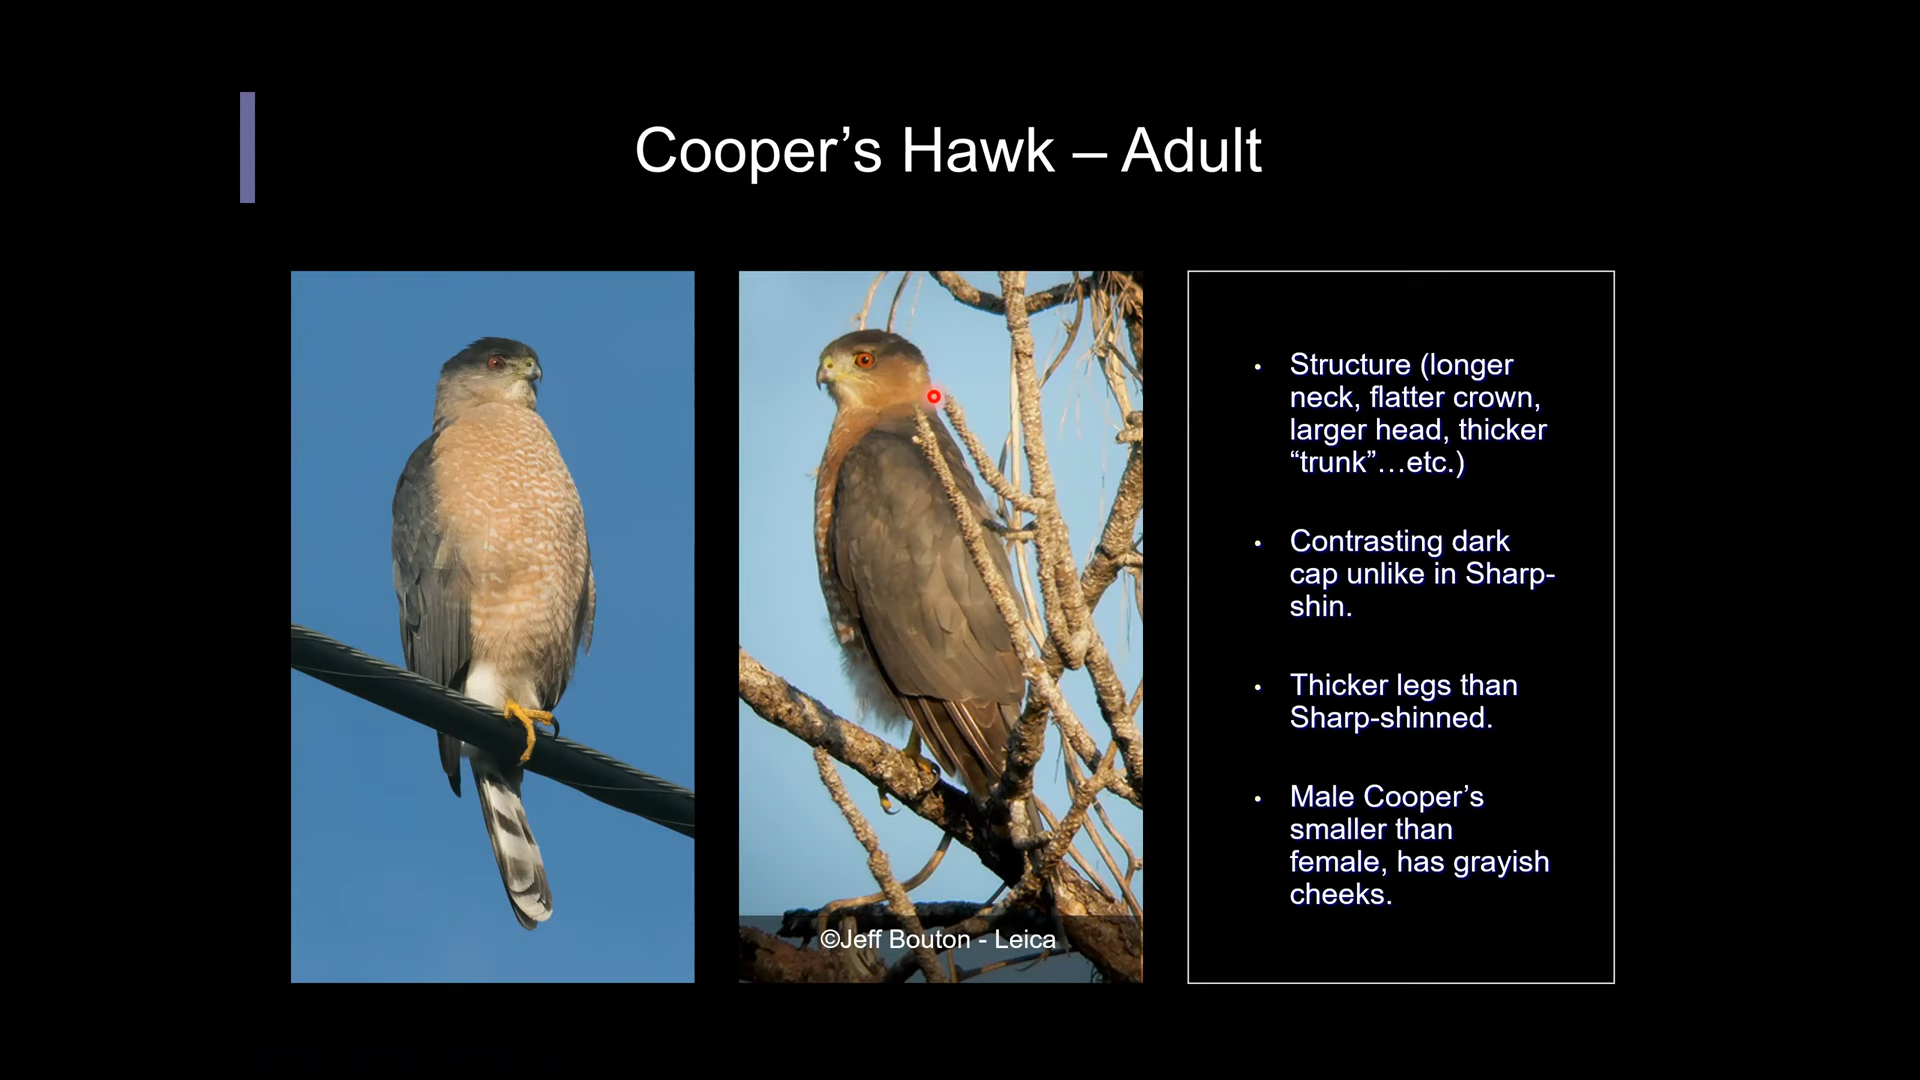 Cooper’s Hawk – Adult
• Structure (longer
neck, flatter crown,
larger head, thicker
“trunk”…etc.)
• Contrasting dark
cap unlike in Sharp-
shin.
• Thicker legs than
Sharp-shinned.
• Male Cooper’s
smaller than
female, has grayish
cheeks.
©Jeff Bouton - Leica